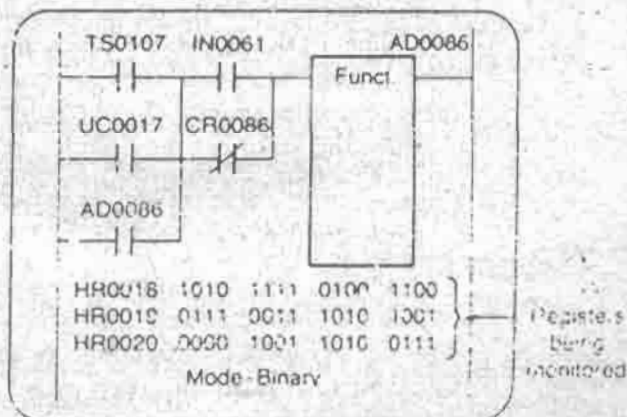 TS0107 IN0061 AD0086
Funct
UC0017 CR0086
AD0086
HR0018 1010 1111 0100 1100
HR0019 0111 0011 1010 1001
HR0020 0000 1001 1010 0111
Mode - Binary
Registers
being
monitored